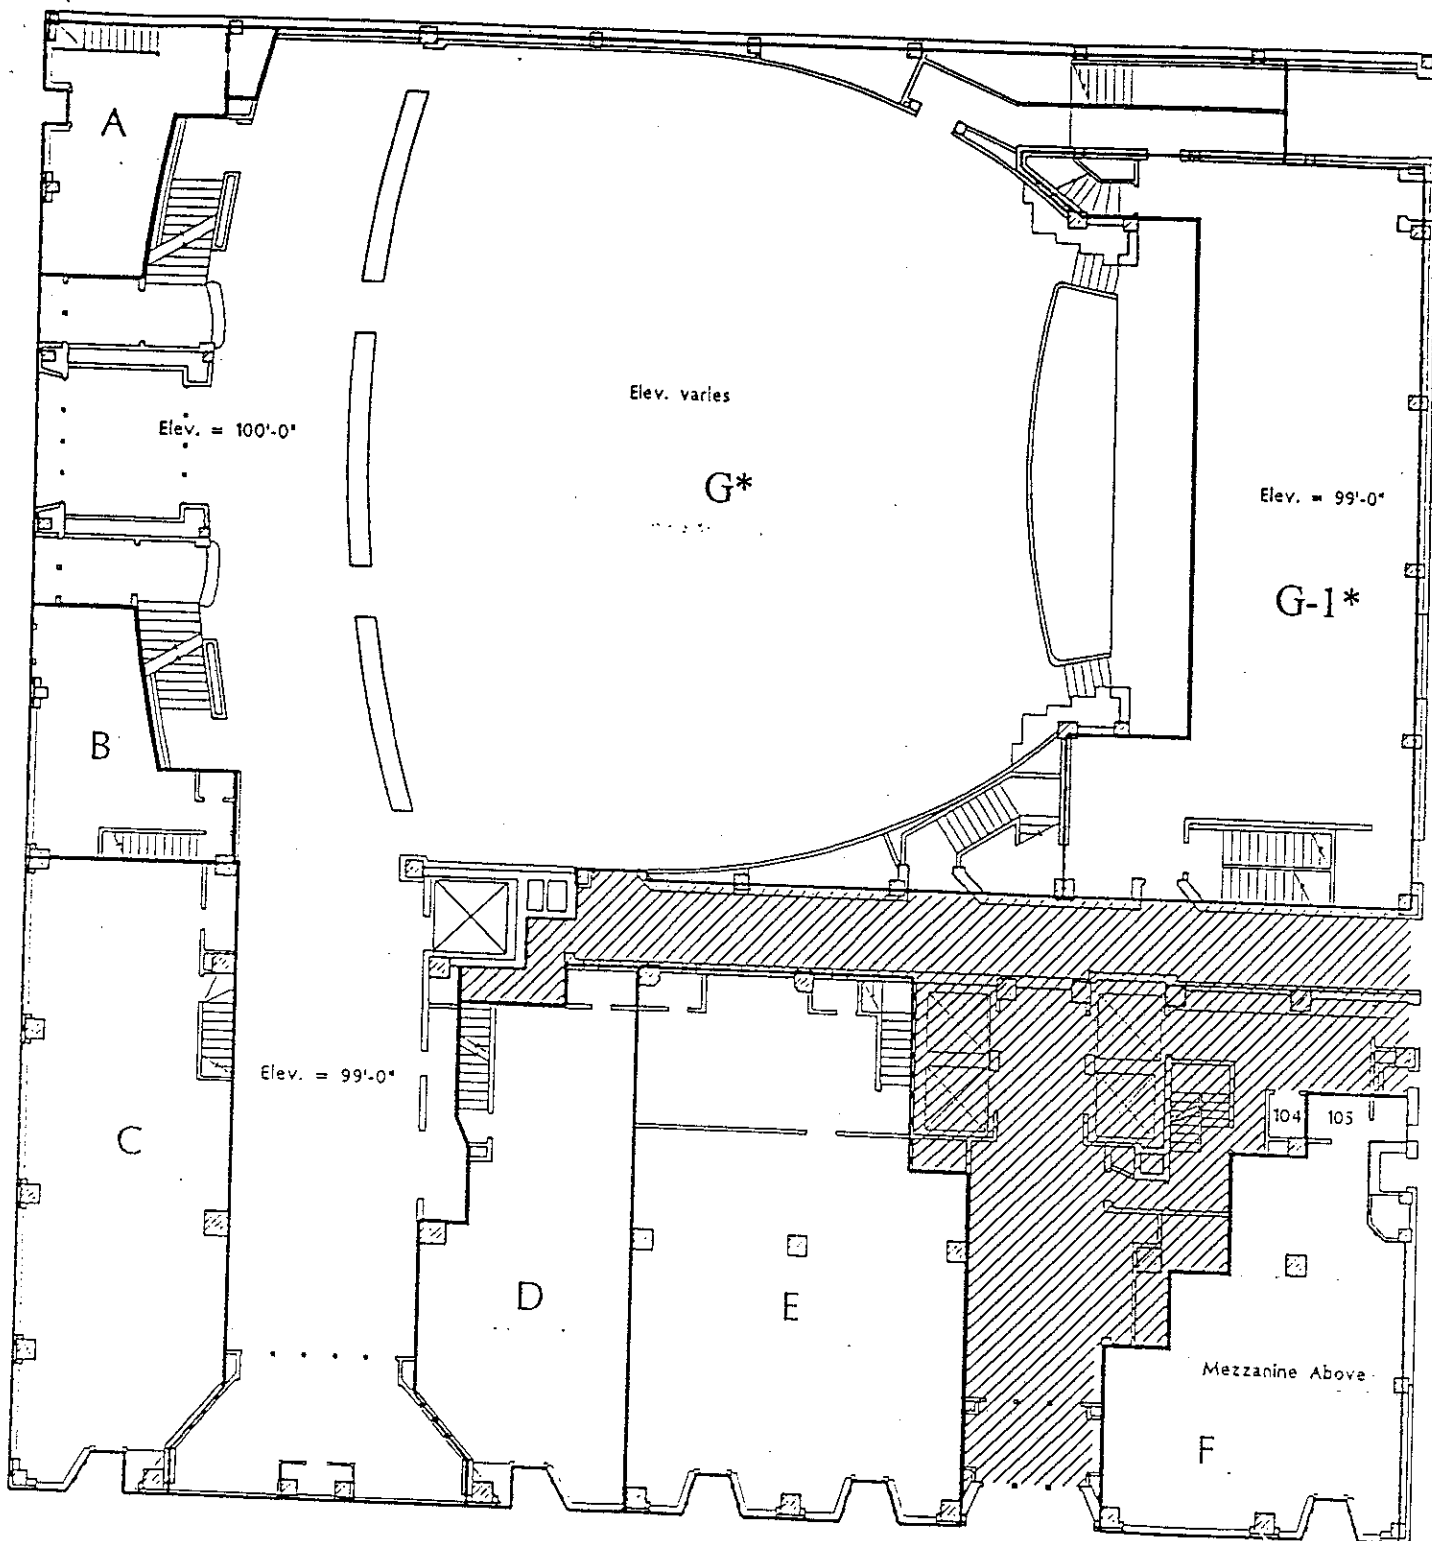 A
Elev. varies
Elev. = 100'-0"
G*
Elev. = 99'-0"
G-1*
B
Elev. = 99'-0"
104 105
C
D
E
Mezzanine Above
F